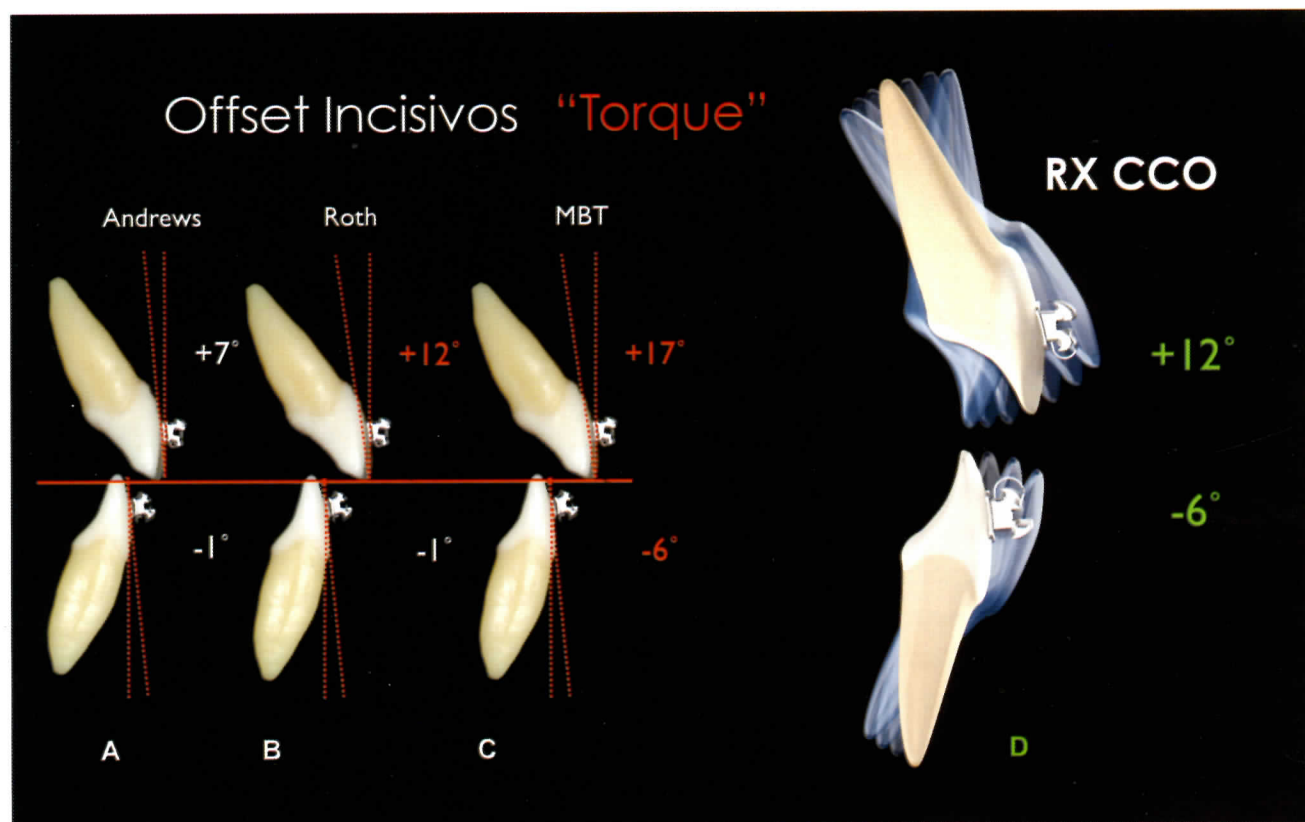 Offset Incisivos "Torque"
RX CCO
Andrews
Roth
MBT
+7°
+12°
+17°
+12°
-1°
-1°
-6°
-6°
A
B
C
D